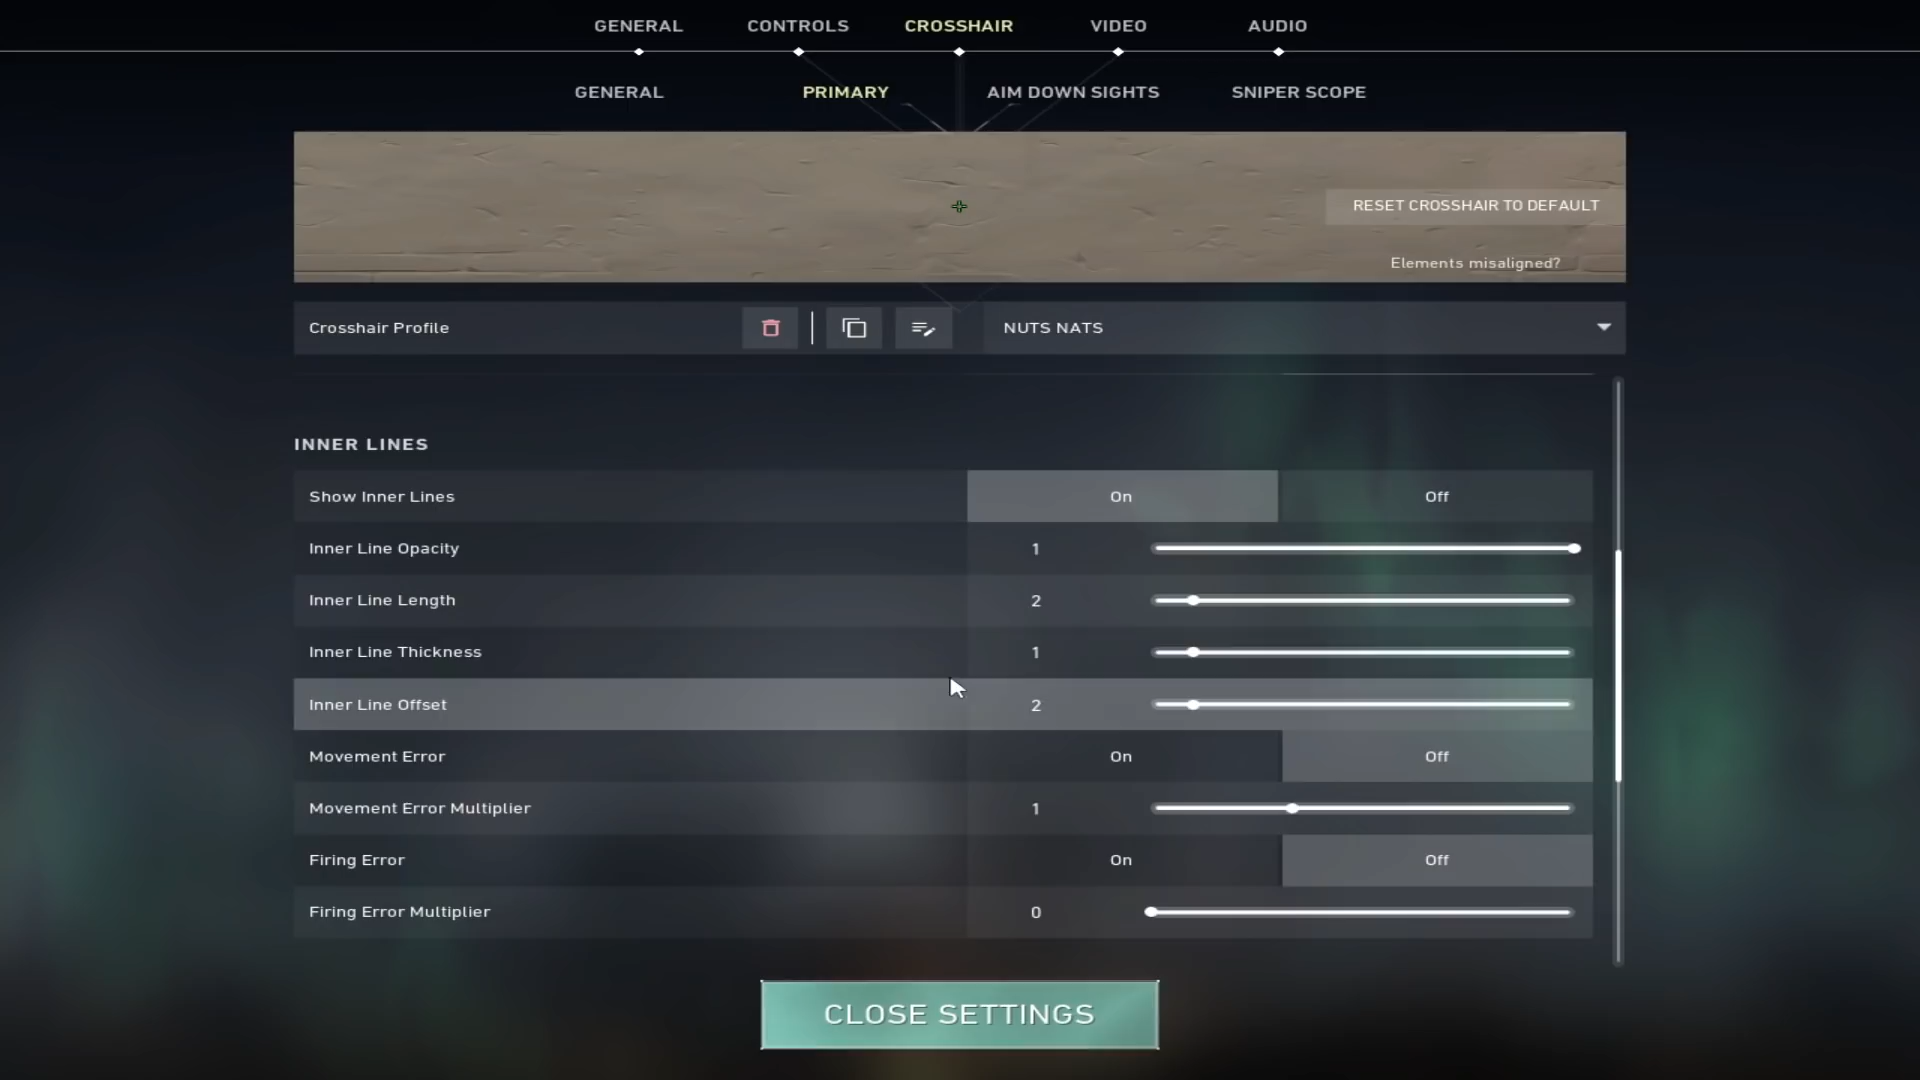 GENERAL CONTROLS CROSSHAIR VIDEO AUDIO
GENERAL PRIMARY AIM DOWN SIGHTS SNIPER SCOPE
RESET CROSSHAIR TO DEFAULT
Elements misaligned?
Crosshair Profile NUTS NATS
INNER LINES
Show Inner Lines On Off
Inner Line Opacity 1
Inner Line Length 2
Inner Line Thickness 1
Inner Line Offset 2
Movement Error On Off
Movement Error Multiplier 1
Firing Error On Off
Firing Error Multiplier 0
CLOSE SETTINGS